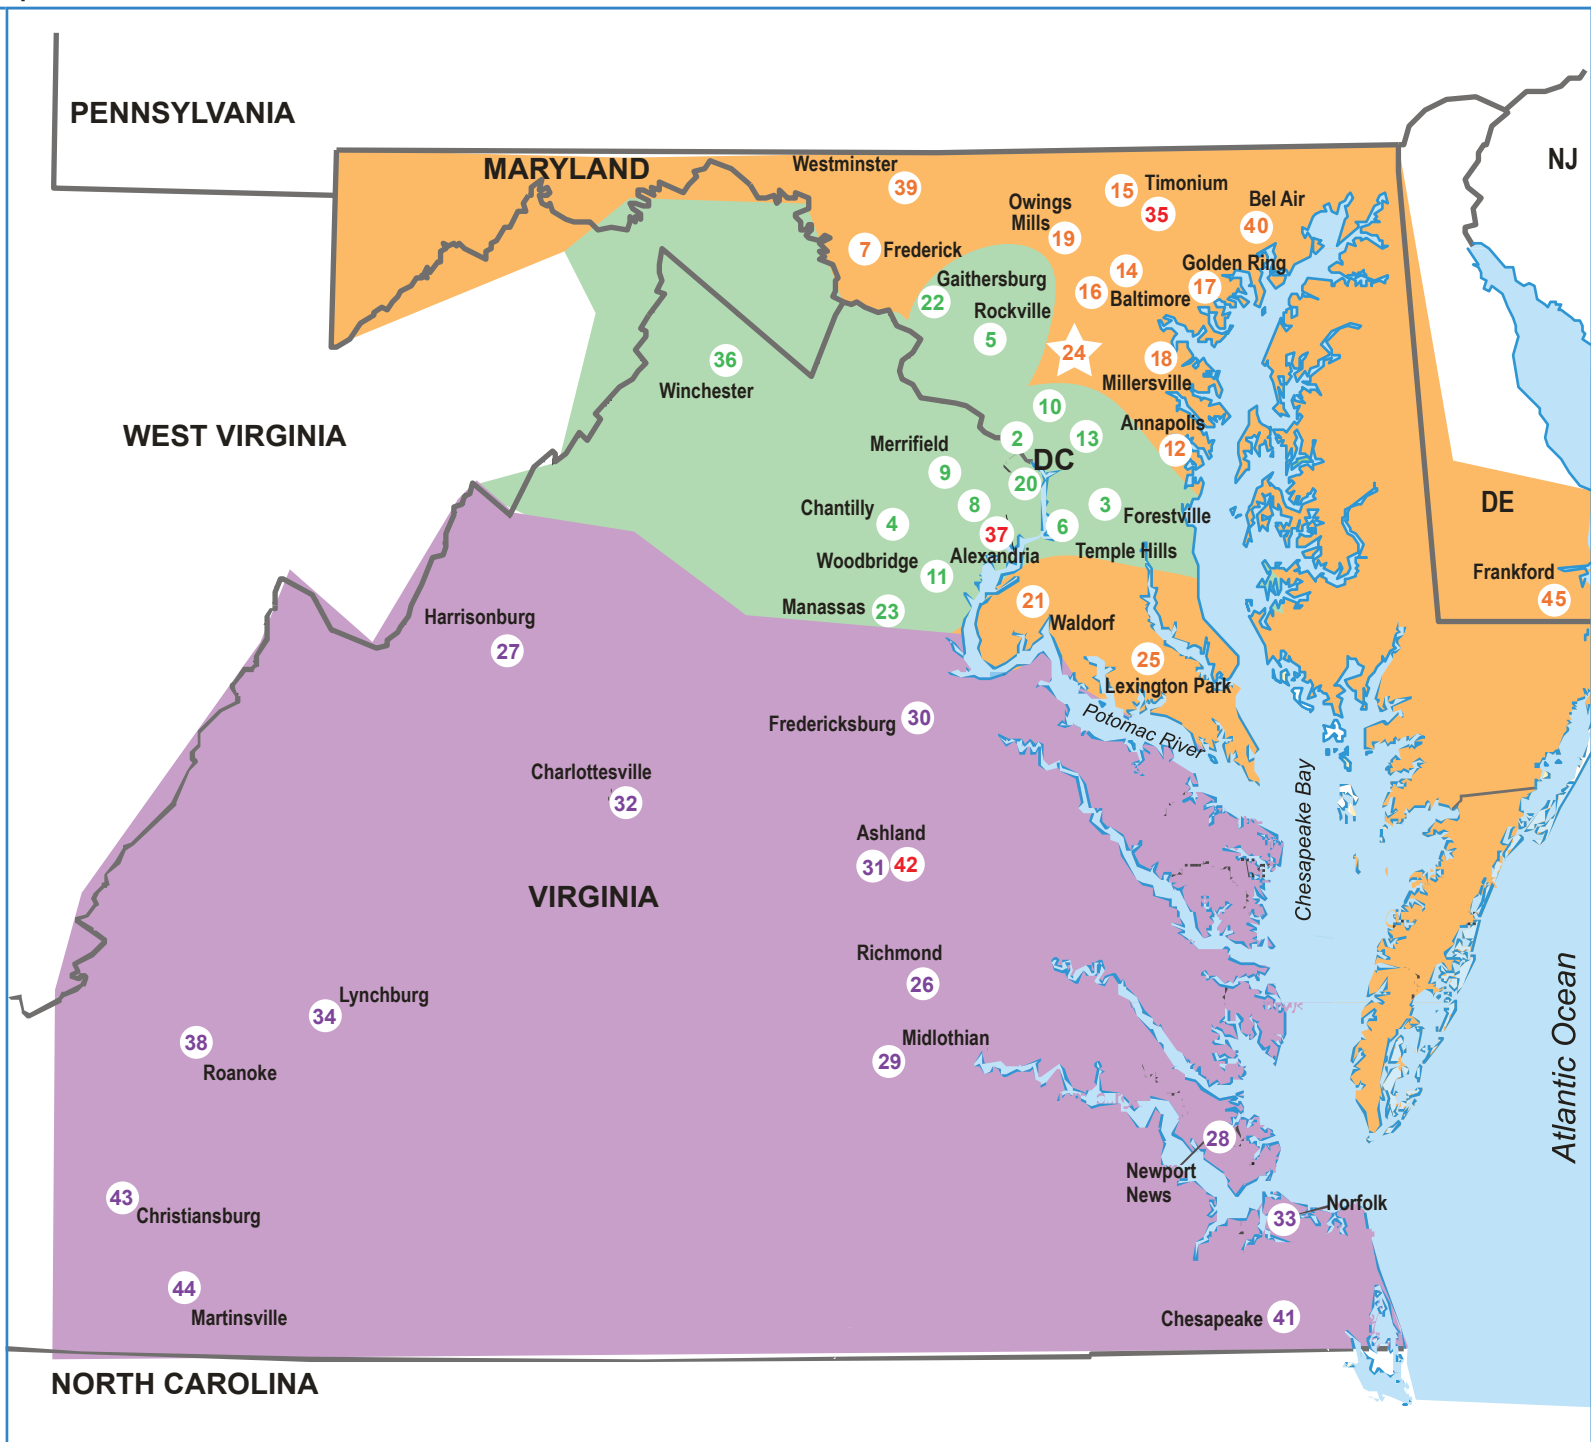 PENNSYLVANIA
NJ
MARYLAND
Westminster
39
15
Timonium
35
Bel Air
40
Owings
Mills
19
7
Frederick
Golden Ring
17
14
16
Baltimore
Gaithersburg
22
Rockville
5
24
18
Millersville
36
Winchester
10
2
13
DC
Annapolis
12
WEST VIRGINIA
Merrifield
9
20
8
3
Forestville
Chantilly
4
37
Alexandria
6
Temple Hills
DE
Woodbridge
11
Frankford
45
Manassas
23
21
Waldorf
Harrisonburg
27
25
Lexington Park
Fredericksburg
30
Potomac River
Charlottesville
32
Chesapeake Bay
Ashland
31
42
VIRGINIA
Richmond
26
Lynchburg
34
38
Roanoke
Midlothian
29
Atlantic Ocean
28
Newport
News
43
Christiansburg
33
Norfolk
44
Martinsville
Chesapeake
41
NORTH CAROLINA